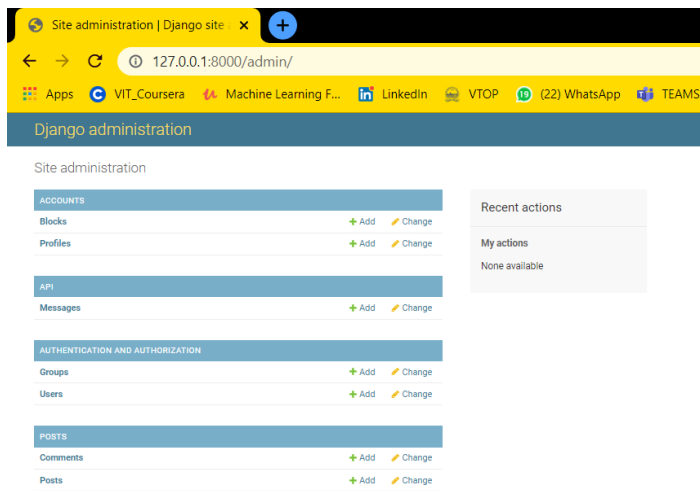 Site administration | Django site a
127.0.0.1:8000/admin/
Apps VIT_Coursera Machine Learning F... LinkedIn VTOP 19 (22) WhatsApp TEAMS
Django administration
Site administration
ACCOUNTS
Blocks + Add Change
Profiles + Add Change
API
Messages + Add Change
AUTHENTICATION AND AUTHORIZATION
Groups + Add Change
Users + Add Change
POSTS
Comments + Add Change
Posts + Add Change
Recent actions
My actions
None available